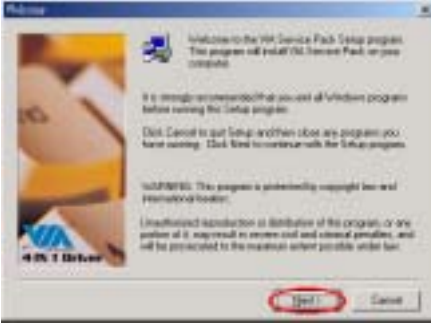 Welcome
Welcome to the VIA Service Pack Setup program.
This program will install VIA Service Pack on your
computer.
It is strongly recommended that you exit all Windows programs
before running this Setup program.
Click Cancel to quit Setup and then close any programs you
have running. Click Next to continue with the Setup program.
WARNING: This program is protected by copyright law and
international treaties.
Unauthorized reproduction or distribution of this program, or any
portion of it, may result in severe civil and criminal penalties, and
will be prosecuted to the maximum extent possible under law.
VIA
4 IN 1 Driver
Next >
Cancel